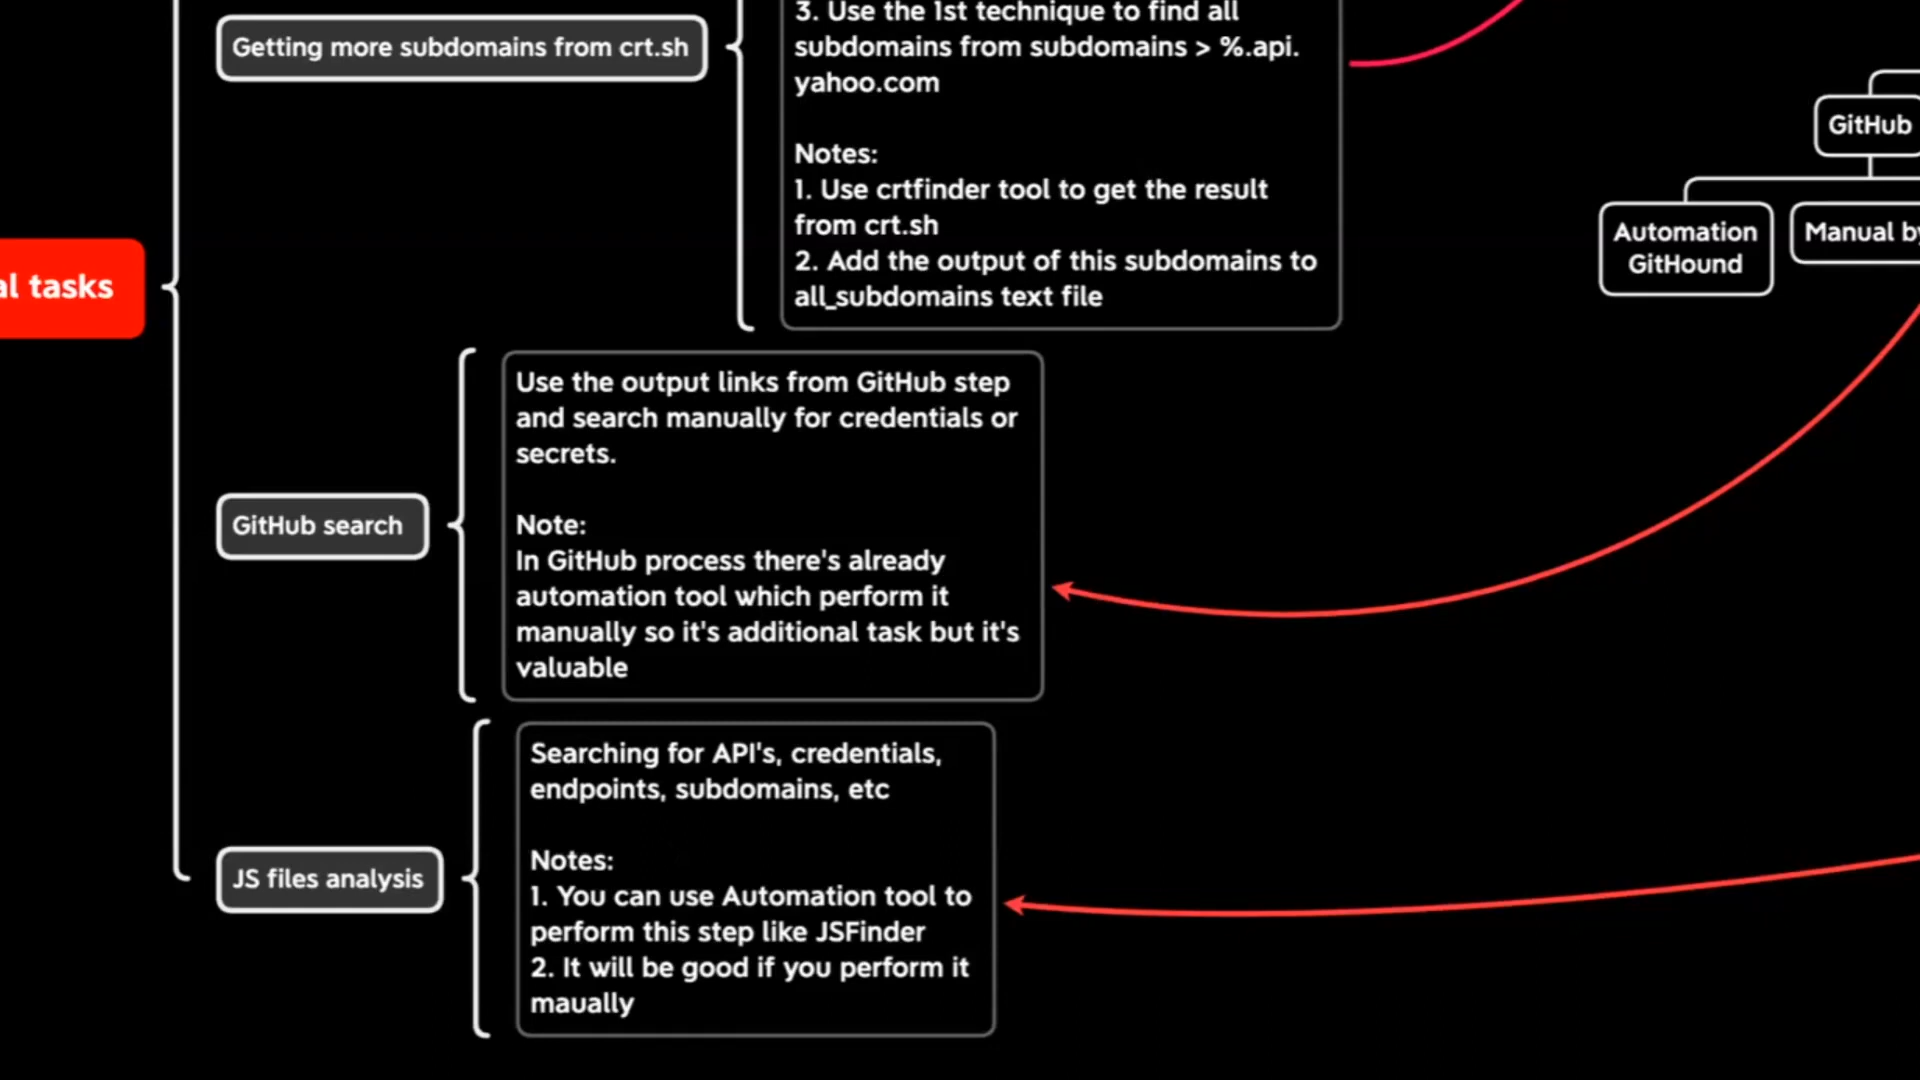 Getting more subdomains from crt.sh
3. Use the 1st technique to find all
subdomains from subdomains > %.api.
yahoo.com
Notes:
1. Use crtfinder tool to get the result
from crt.sh
2. Add the output of this subdomains to
all_subdomains text file
GitHub
Automation
GitHound
Manual by
al tasks
GitHub search
Use the output links from GitHub step
and search manually for credentials or
secrets.
Note:
In GitHub process there's already
automation tool which perform it
manually so it's additional task but it's
valuable
JS files analysis
Searching for API's, credentials,
endpoints, subdomains, etc
Notes:
1. You can use Automation tool to
perform this step like JSFinder
2. It will be good if you perform it
maually